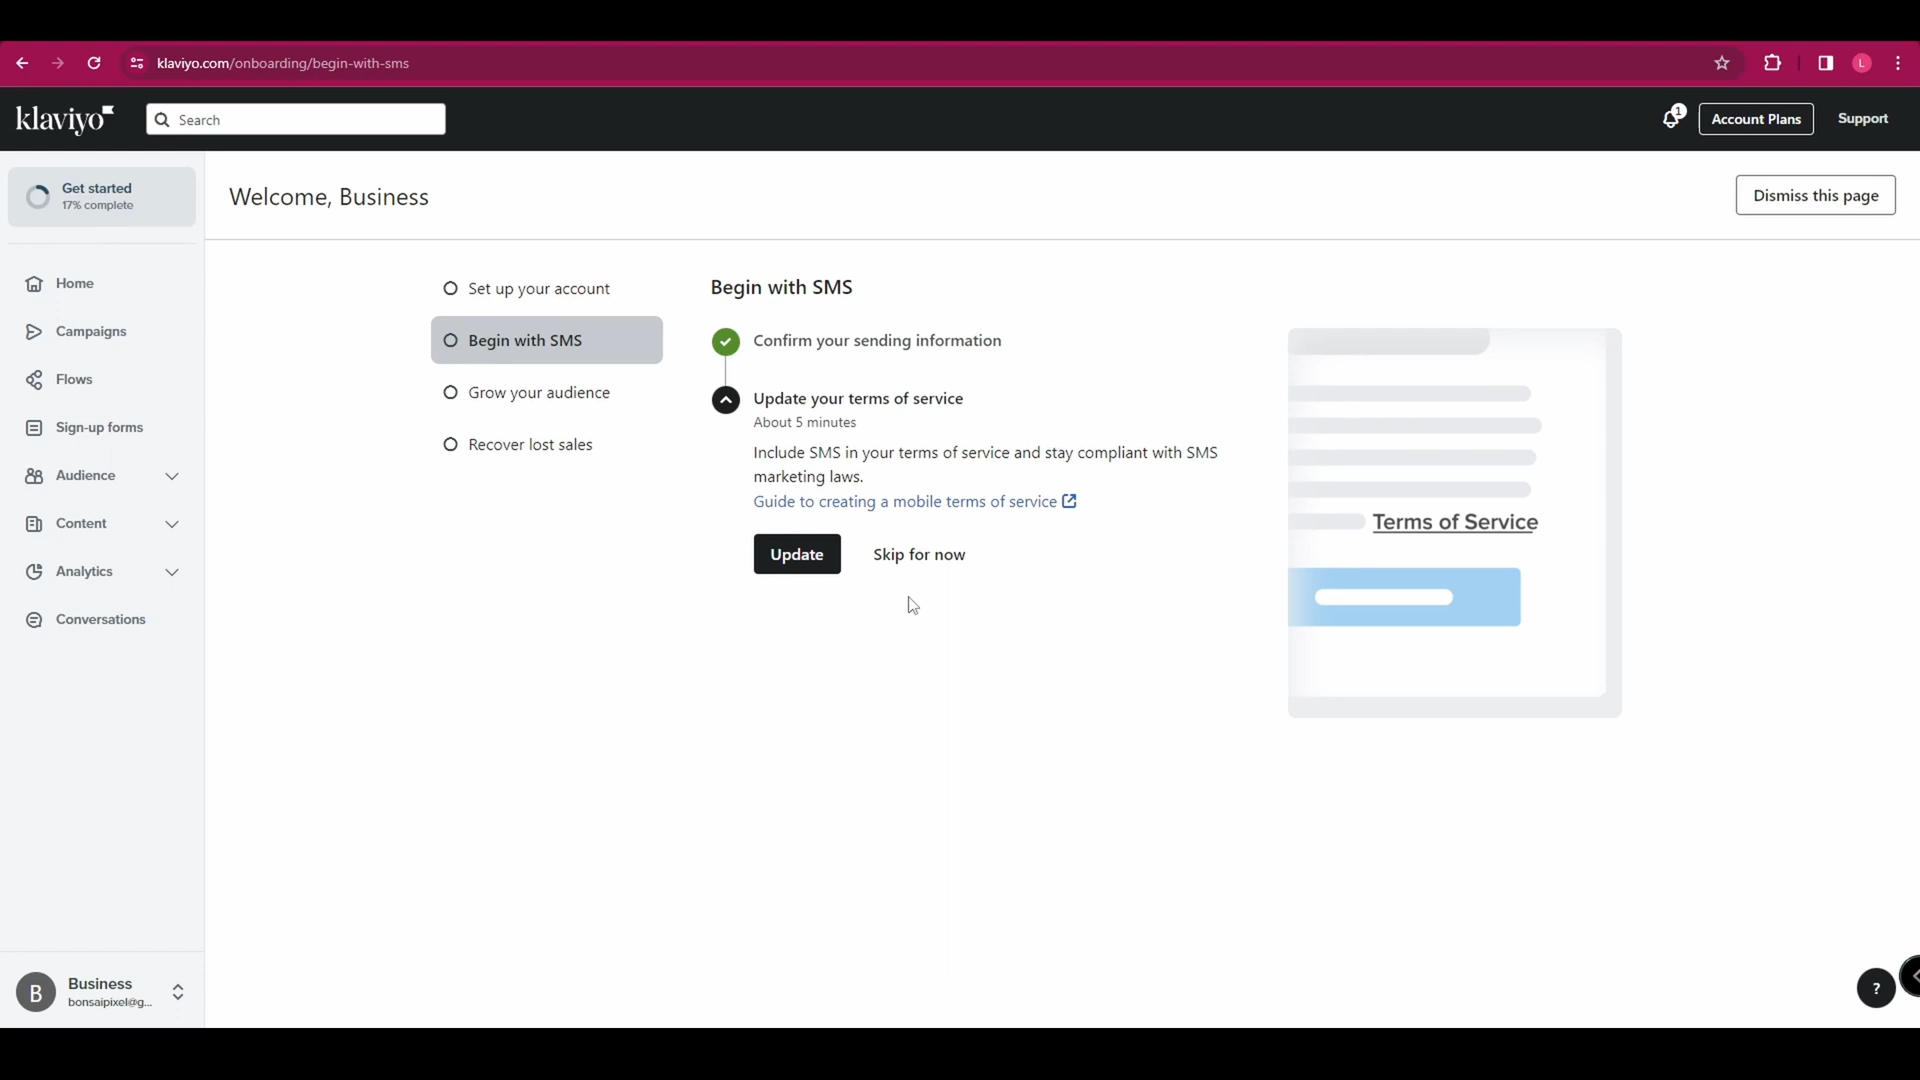 klaviyo.com/onboarding/begin-with-sms
L
klaviyo
Search
1
Account Plans
Support
Get started
17% complete
Welcome, Business
Dismiss this page
Home
Campaigns
Flows
Sign-up forms
Audience
Content
Analytics
Conversations
Set up your account
Begin with SMS
Grow your audience
Recover lost sales
Begin with SMS
Confirm your sending information
Update your terms of service
About 5 minutes
Include SMS in your terms of service and stay compliant with SMS
marketing laws.
Guide to creating a mobile terms of service
Update
Skip for now
Terms of Service
B
Business
bonsaipixel@g...
?